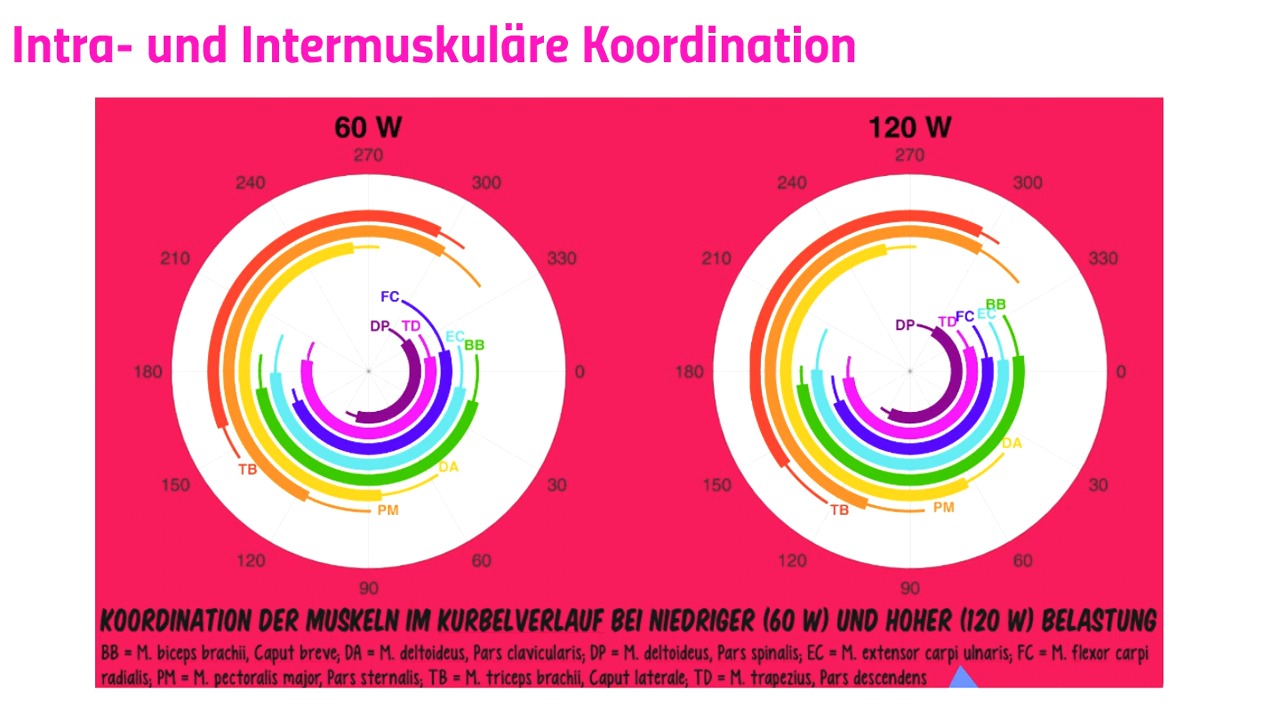 Intra- und Intermuskuläre Koordination
60 W
120 W
270
270
240
300
240
300
210
330
210
330
FC
DP
TD
EC
BB
DP
TD
FC
EC
BB
180
0
180
0
TB
DA
PM
DA
TB
PM
150
30
150
30
120
60
120
60
90
90
KOORDINATION DER MUSKELN IM KURBELVERLAUF BEI NIEDRIGER (60 W) UND HOHER (120 W) BELASTUNG
BB = M. biceps brachii, Caput breve; DA = M. deltoideus, Pars clavicularis; DP = M. deltoideus, Pars spinalis; EC = M. extensor carpi ulnaris; FC = M. flexor carpi
radialis; PM = M. pectoralis major, Pars sternalis; TB = M. triceps brachii, Caput laterale; TD = M. trapezius, Pars descendens